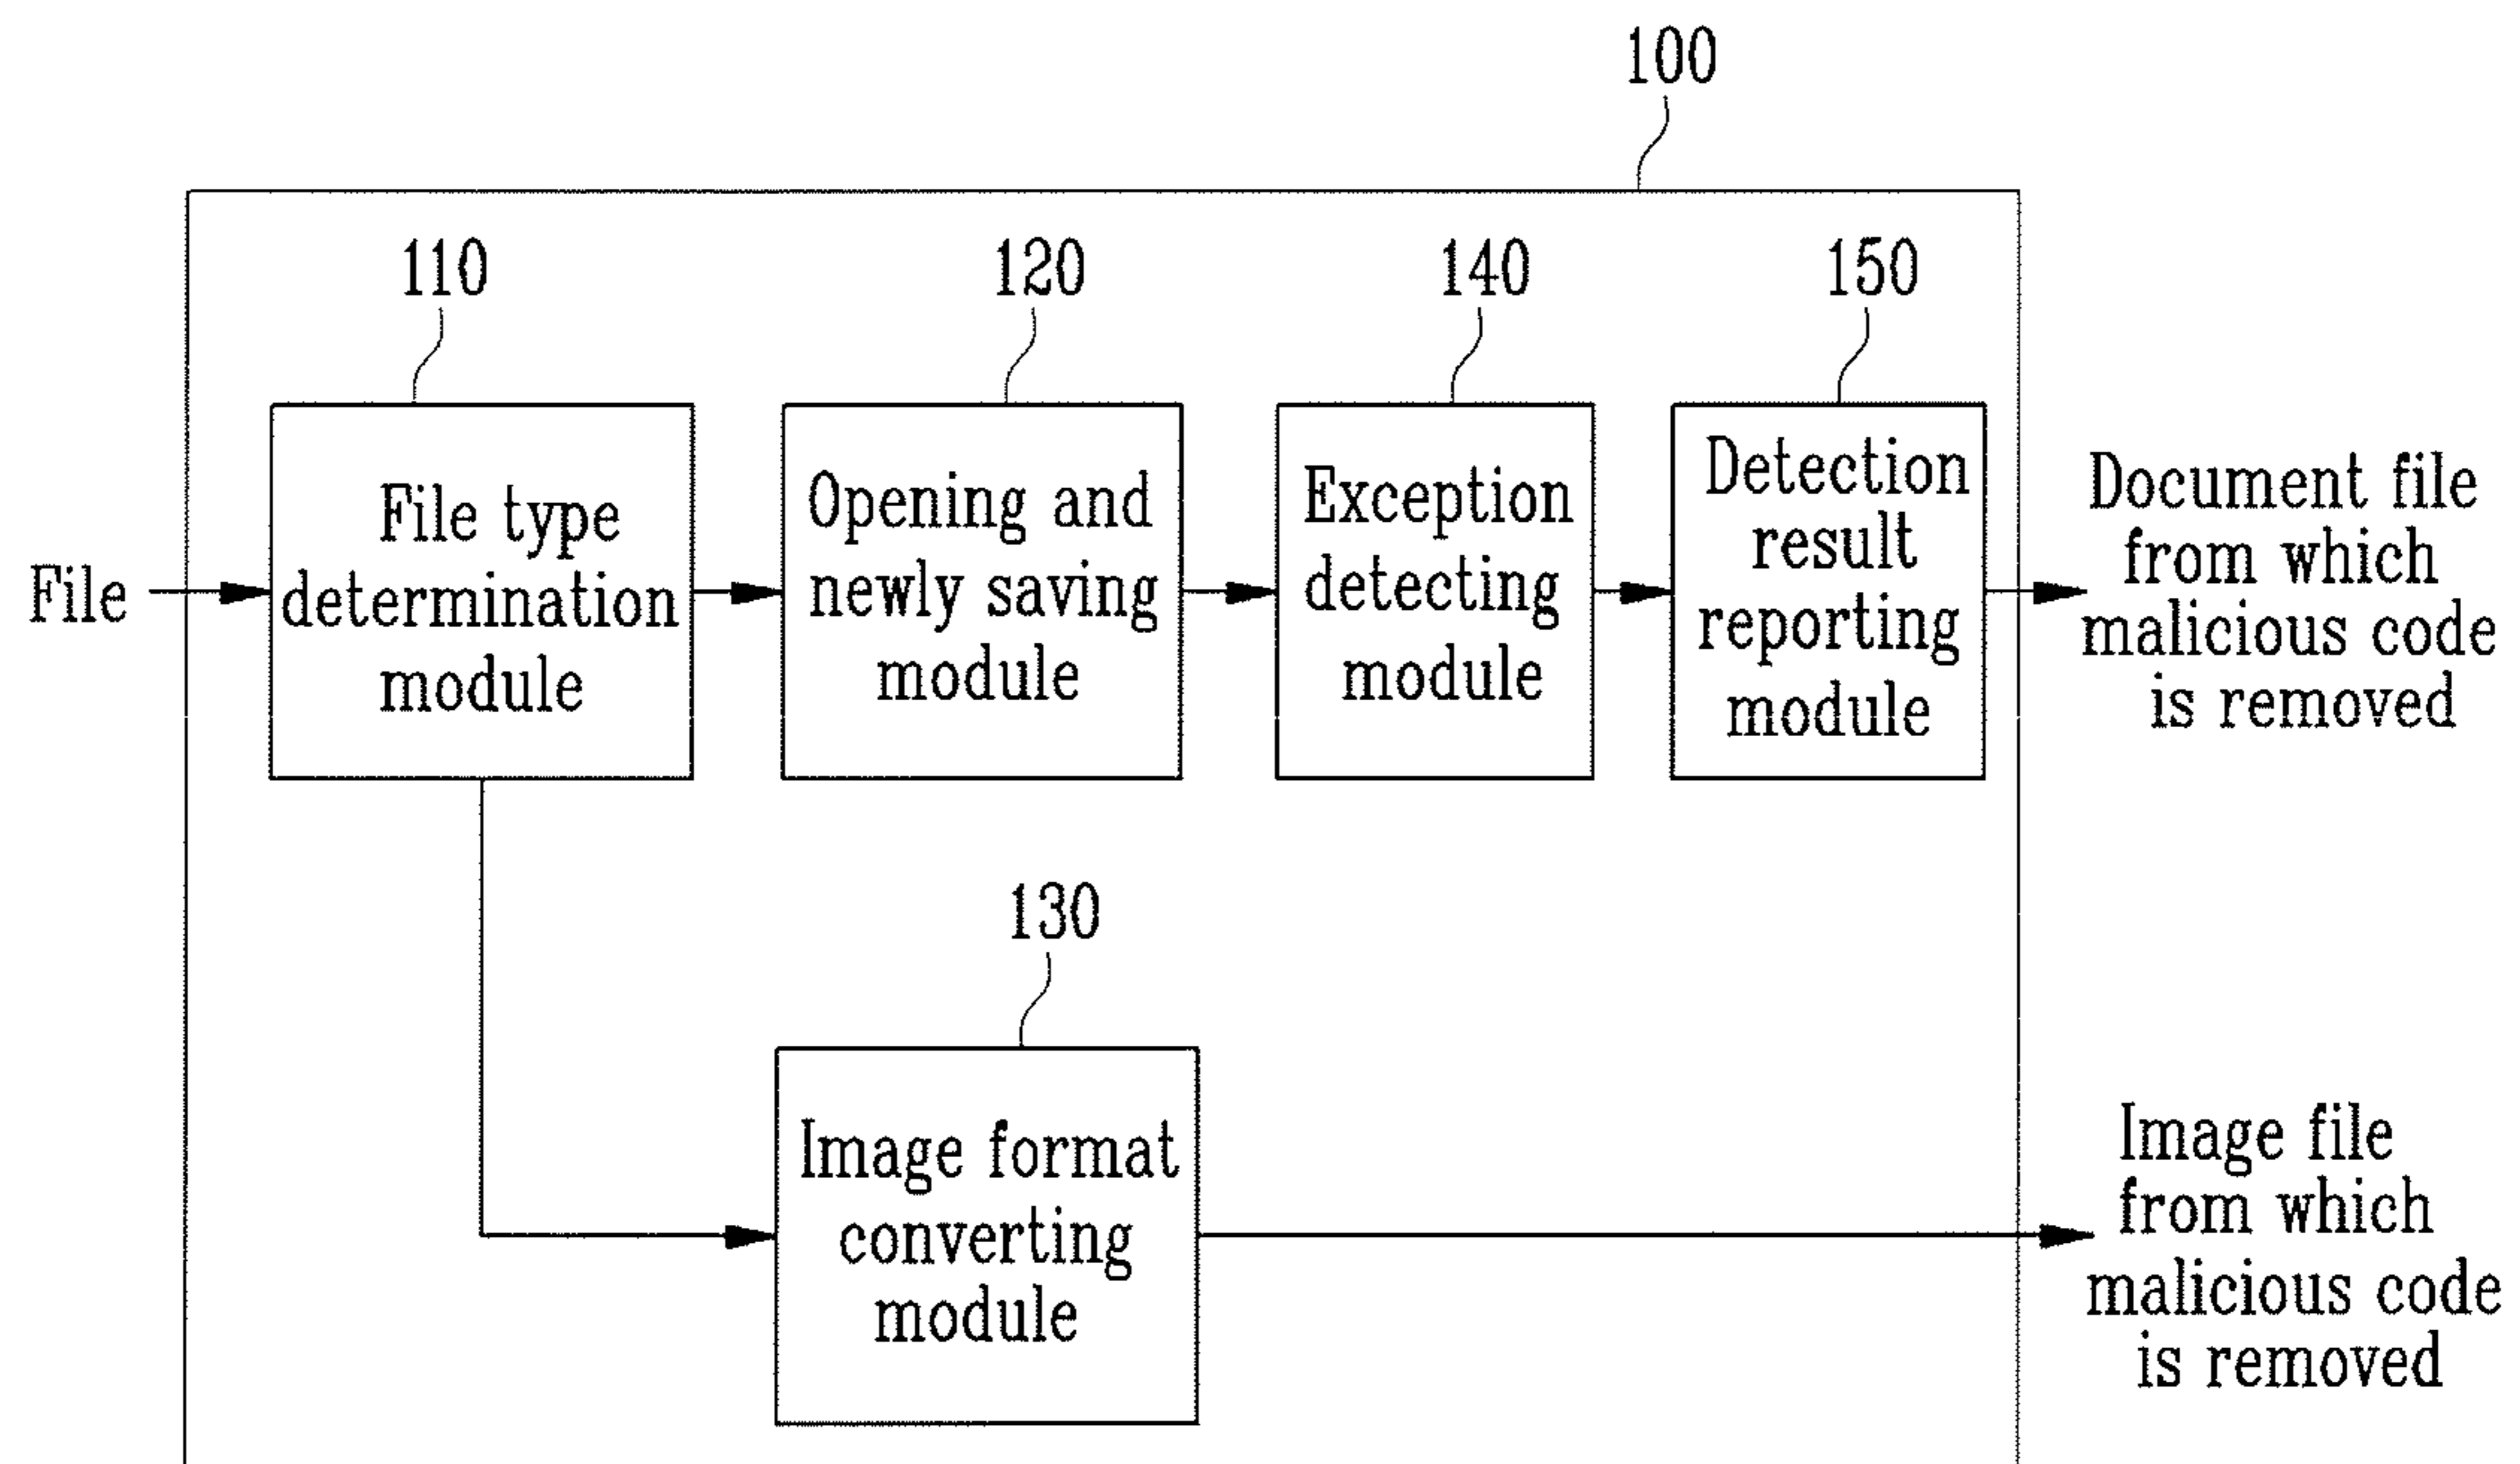 100
110
120
140
150
File
File type
determination
module
Opening and
newly saving
module
Exception
detecting
module
Detection
result
reporting
module
Document file
from which
malicious code
is removed
130
Image format
converting
module
Image file
from which
malicious code
is removed